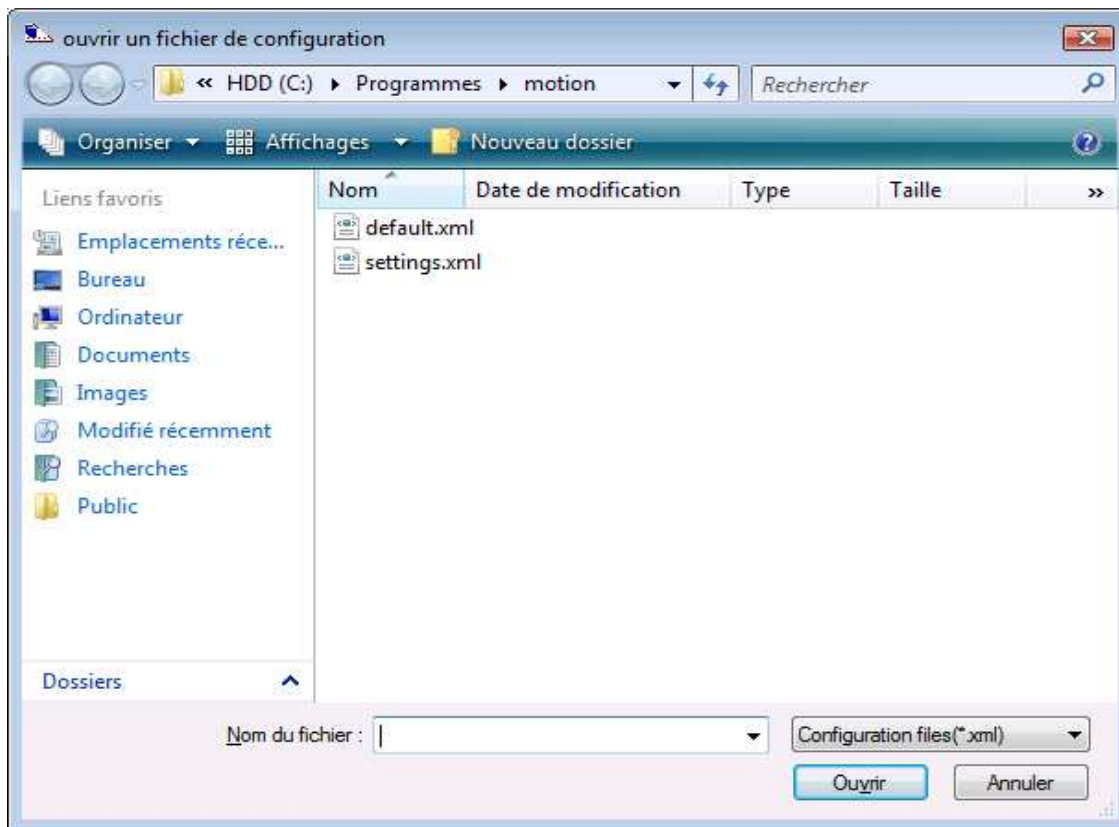 ouvrir un fichier de configuration
« HDD (C:) Programmes motion Rechercher
Organiser Affichages Nouveau dossier
Liens favoris
Nom Date de modification Type Taille »
default.xml
settings.xml
Emplacements réce...
Bureau
Ordinateur
Documents
Images
Modifié récemment
Recherches
Public
Dossiers
Nom du fichier : Configuration files(*.xml)
Ouvrir Annuler